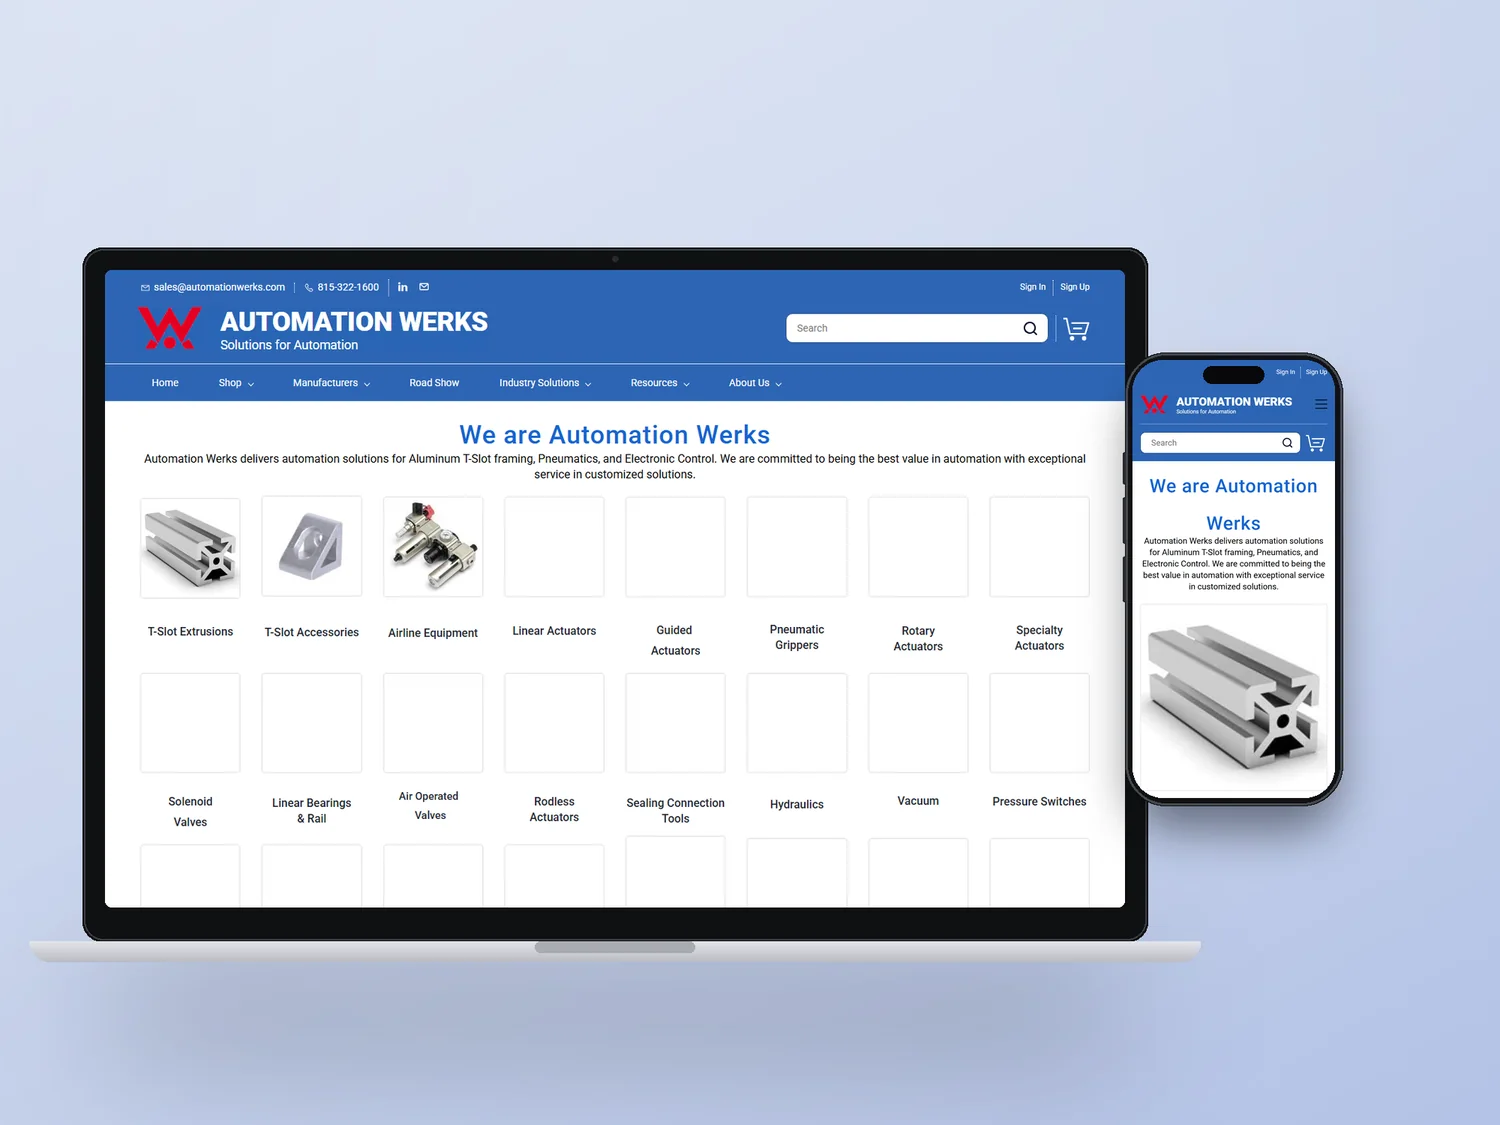 sales@automationwerks.com
815-322-1600
in
Sign In
Sign Up
AUTOMATION WERKS
Solutions for Automation
Search
Home
Shop
Manufacturers
Road Show
Industry Solutions
Resources
About Us
We are Automation Werks
Automation Werks delivers automation solutions for Aluminum T-Slot framing, Pneumatics, and Electronic Control. We are committed to being the best value in automation with exceptional
service in customized solutions.
T-Slot Extrusions
T-Slot Accessories
Airline Equipment
Linear Actuators
Guided
Actuators
Pneumatic
Grippers
Rotary
Actuators
Specialty
Actuators
Solenoid
Valves
Linear Bearings
& Rail
Air Operated
Valves
Rodless
Actuators
Sealing Connection
Tools
Hydraulics
Vacuum
Pressure Switches
Sign In
Sign Up
AUTOMATION WERKS
Solutions for Automation
Search
We are Automation
Werks
Automation Werks delivers automation solutions
for Aluminum T-Slot framing, Pneumatics, and
Electronic Control. We are committed to being the
best value in automation with exceptional service
in customized solutions.